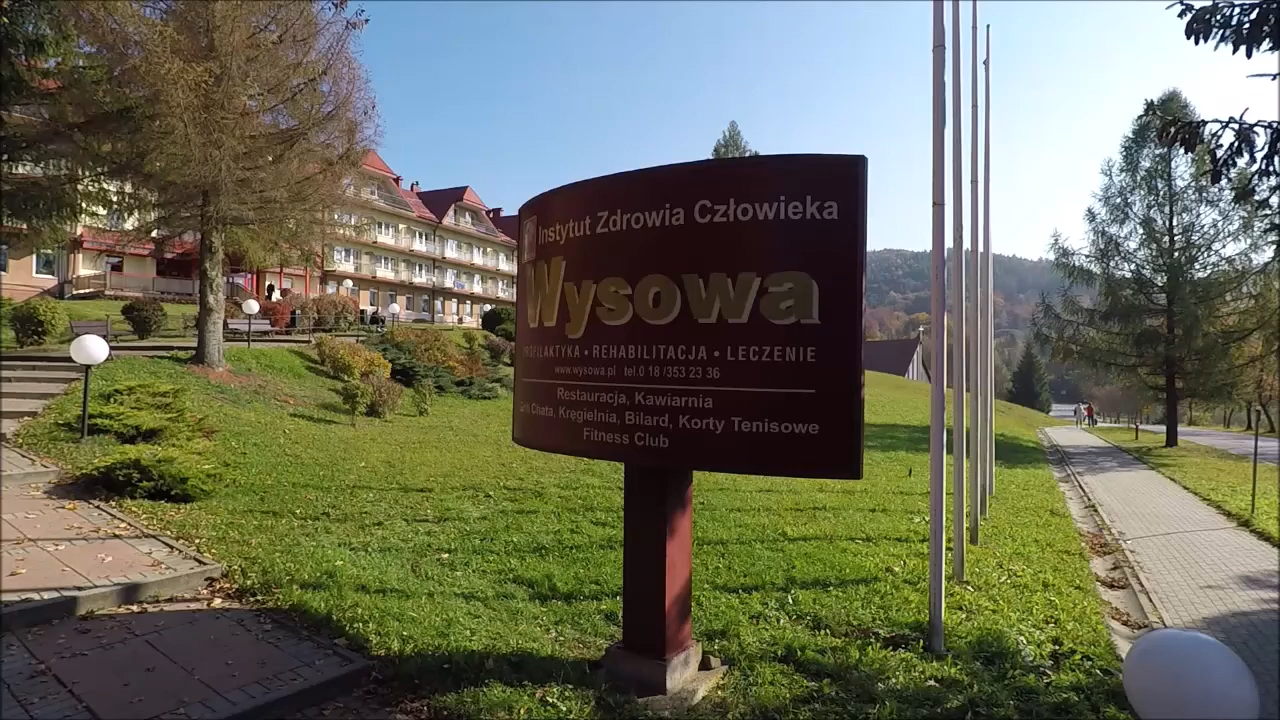 Instytut Zdrowia Człowieka
Wysowa
PROFILAKTYKA • REHABILITACJA • LECZENIE
www.wysowa.pl tel.0 18 /353 23 36
Restauracja, Kawiarnia
Chata, Kręgielnia, Bilard, Korty Tenisowe
Fitness Club